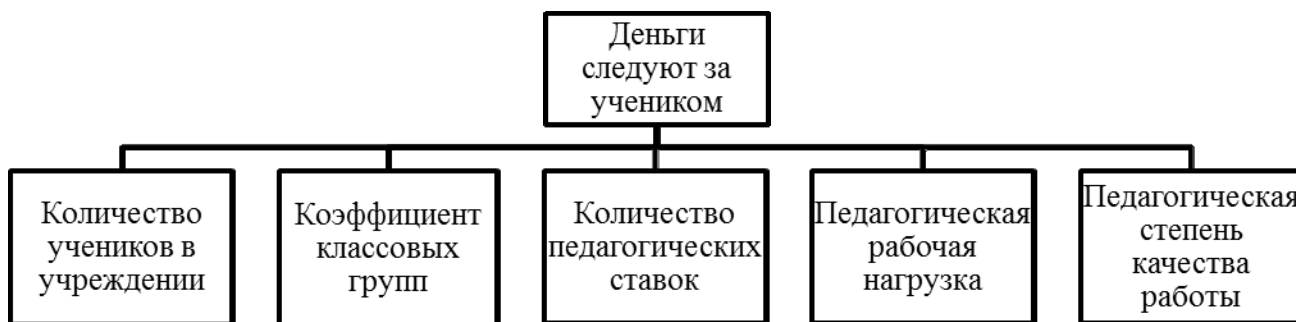 Деньги
следуют за
учеником
Количество
учеников в
учреждении
Коэффициент
классовых
групп
Количество
педагогических
ставок
Педагогическая
рабочая
нагрузка
Педагогическая
степень
качества
работы